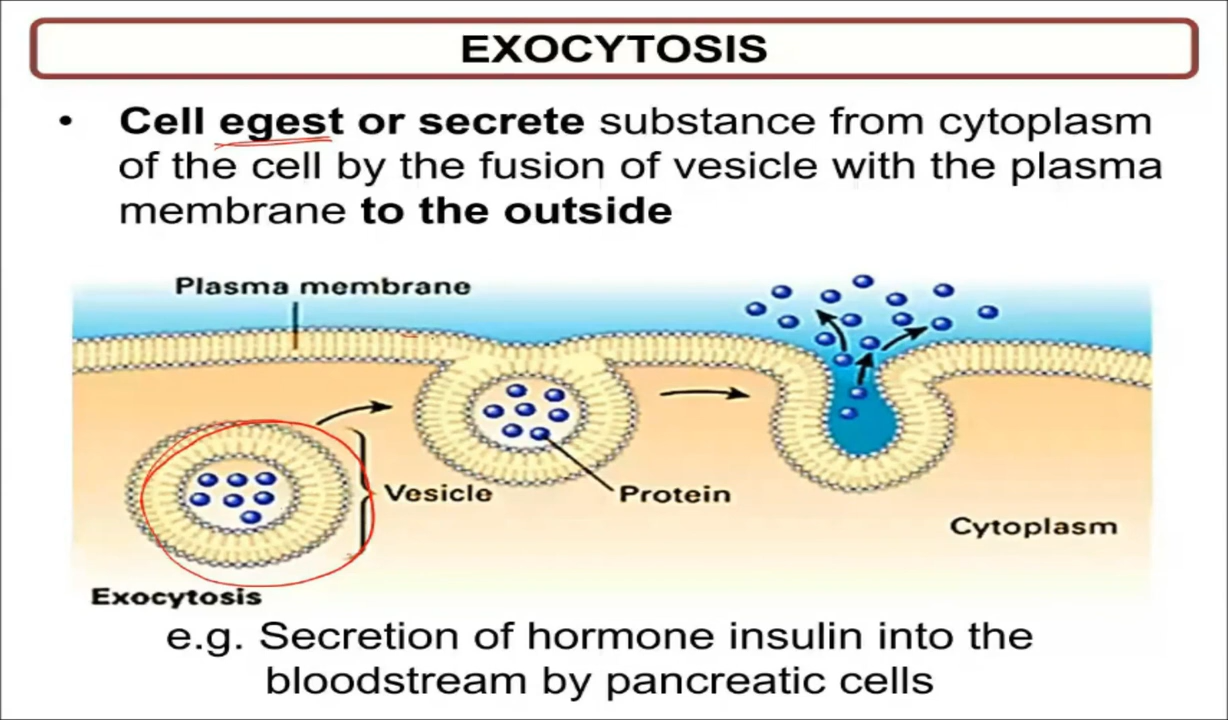 EXOCYTOSIS
• Cell egest or secrete substance from cytoplasm
of the cell by the fusion of vesicle with the plasma
membrane to the outside
Plasma membrane
Vesicle
Protein
Cytoplasm
Exocytosis
e.g. Secretion of hormone insulin into the
bloodstream by pancreatic cells